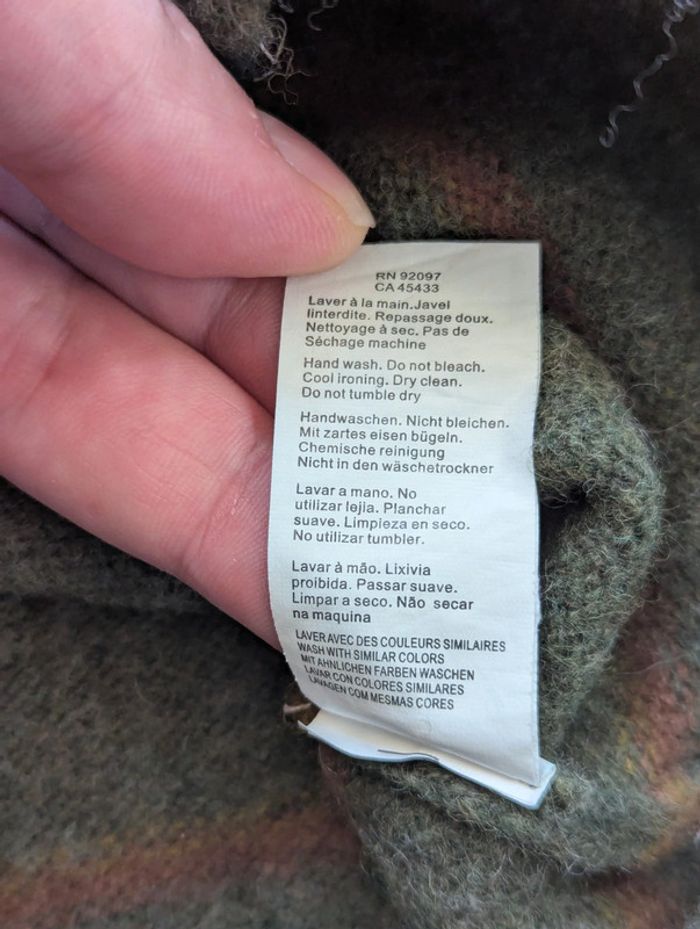 RN 92097
CA 45433
Laver à la main.Javel
linterdite. Repassage doux.
Nettoyage à sec. Pas de
Séchage machine
Hand wash. Do not bleach.
Cool ironing. Dry clean.
Do not tumble dry
Handwaschen. Nicht bleichen.
Mit zartes eisen bügeln.
Chemische reinigung
Nicht in den wäschetrockner
Lavar a mano. No
utilizar lejia. Planchar
suave. Limpieza en seco.
No utilizar tumbler.
Lavar à mão. Lixivia
proibida. Passar suave.
Limpar a seco. Não secar
na maquina
LAVER AVEC DES COULEURS SIMILAIRES
WASH WITH SIMILAR COLORS
MIT AHNLICHEN FARBEN WASCHEN
LAVAR CON COLORES SIMILARES
LAVAGEN COM MESMAS CORES